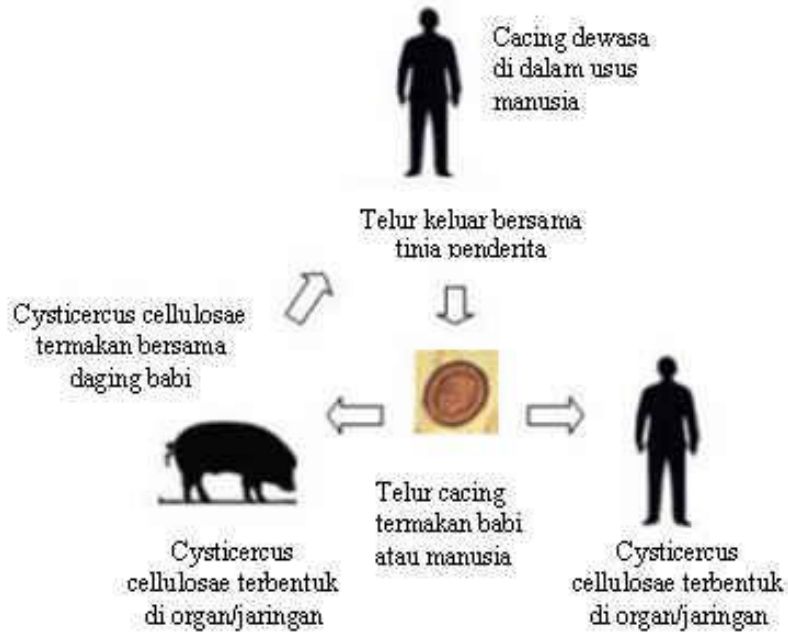 Cacing dewasa
di dalam usus
manusia
Telur keluar bersama
tinja penderita
Cysticercus cellulosae
termakan bersama
daging babi
Telur cacing
termakan babi
atau manusia
Cysticercus
cellulosae terbentuk
di organ/jaringan
Cysticercus
cellulosae terbentuk
di organ/jaringan